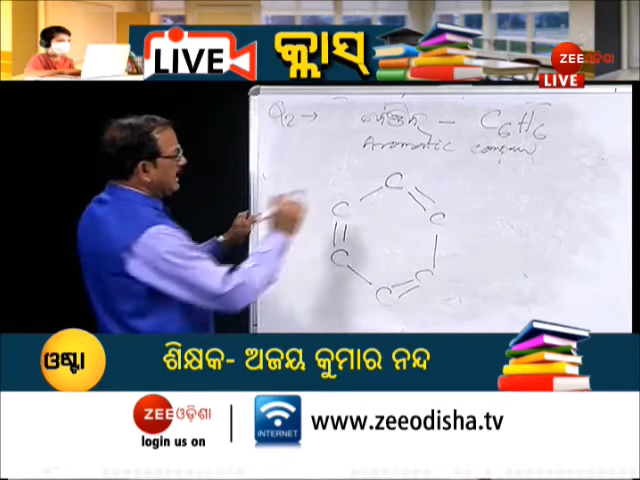 LIVE କ୍ଲାସ୍
ZEE ଓଡ଼ିଶା
LIVE
Q2 → ବେଞ୍ଜିନ୍ – C6H6
Aromatic
C
C C
C C
C
ଓଷ୍ଟା
ଶିକ୍ଷକ- ଅଜୟ କୁମାର ନନ୍ଦ
ZEE ଓଡ଼ିଶା
login us on
INTERNET
www.zeeodisha.tv